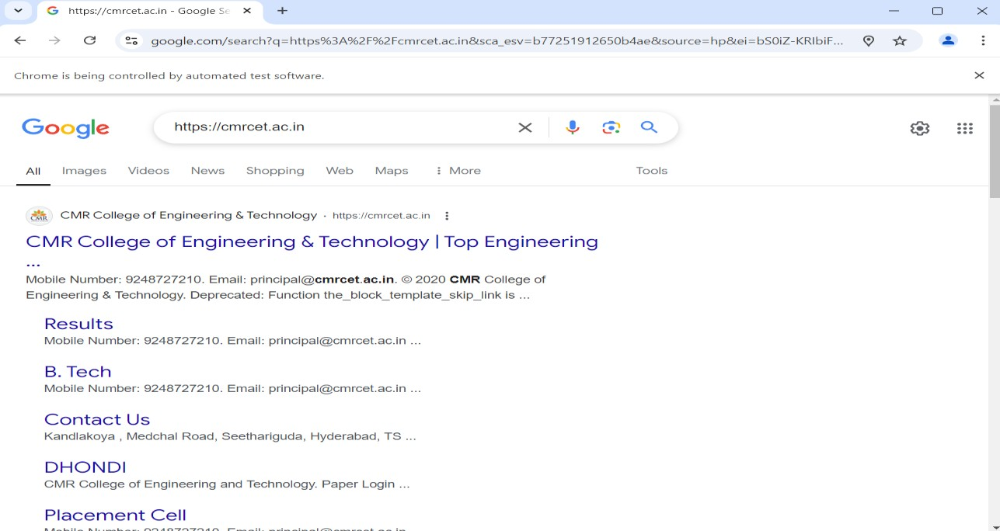 https://cmrcet.ac.in - Google Se
google.com/search?q=https%3A%2F%2Fcmrcet.ac.in&sca_esv=b77251912650b4ae&source=hp&ei=bS0iZ-KRIbiF...
Chrome is being controlled by automated test software.
Google
https://cmrcet.ac.in
All Images Videos News Shopping Web Maps More Tools
CMR
CMR College of Engineering & Technology · https://cmrcet.ac.in
CMR College of Engineering & Technology | Top Engineering
...
Mobile Number: 9248727210. Email: principal@cmrcet.ac.in. © 2020 CMR College of
Engineering & Technology. Deprecated: Function the_block_template_skip_link is ...
Results
Mobile Number: 9248727210. Email: principal@cmrcet.ac.in ...
B. Tech
Mobile Number: 9248727210. Email: principal@cmrcet.ac.in ...
Contact Us
Kandlakoya , Medchal Road, Seethariguda, Hyderabad, TS ...
DHONDI
CMR College of Engineering and Technology. Paper Login ...
Placement Cell
Mobile Number: 9248727210. Email: principal@cmrcet.ac.in